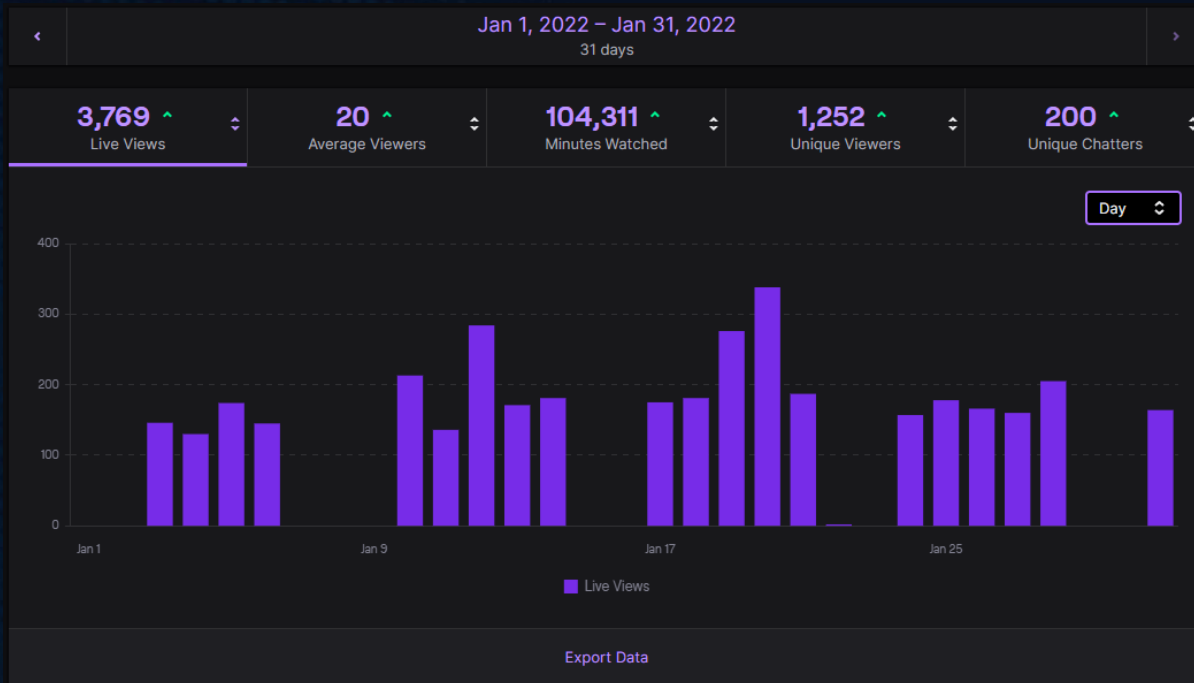 Jan 1, 2022 – Jan 31, 2022
31 days
3,769
Live Views
20
Average Viewers
104,311
Minutes Watched
1,252
Unique Viewers
200
Unique Chatters
Day
400
300
200
100
0
Jan 1 Jan 9 Jan 17 Jan 25
Live Views
Export Data